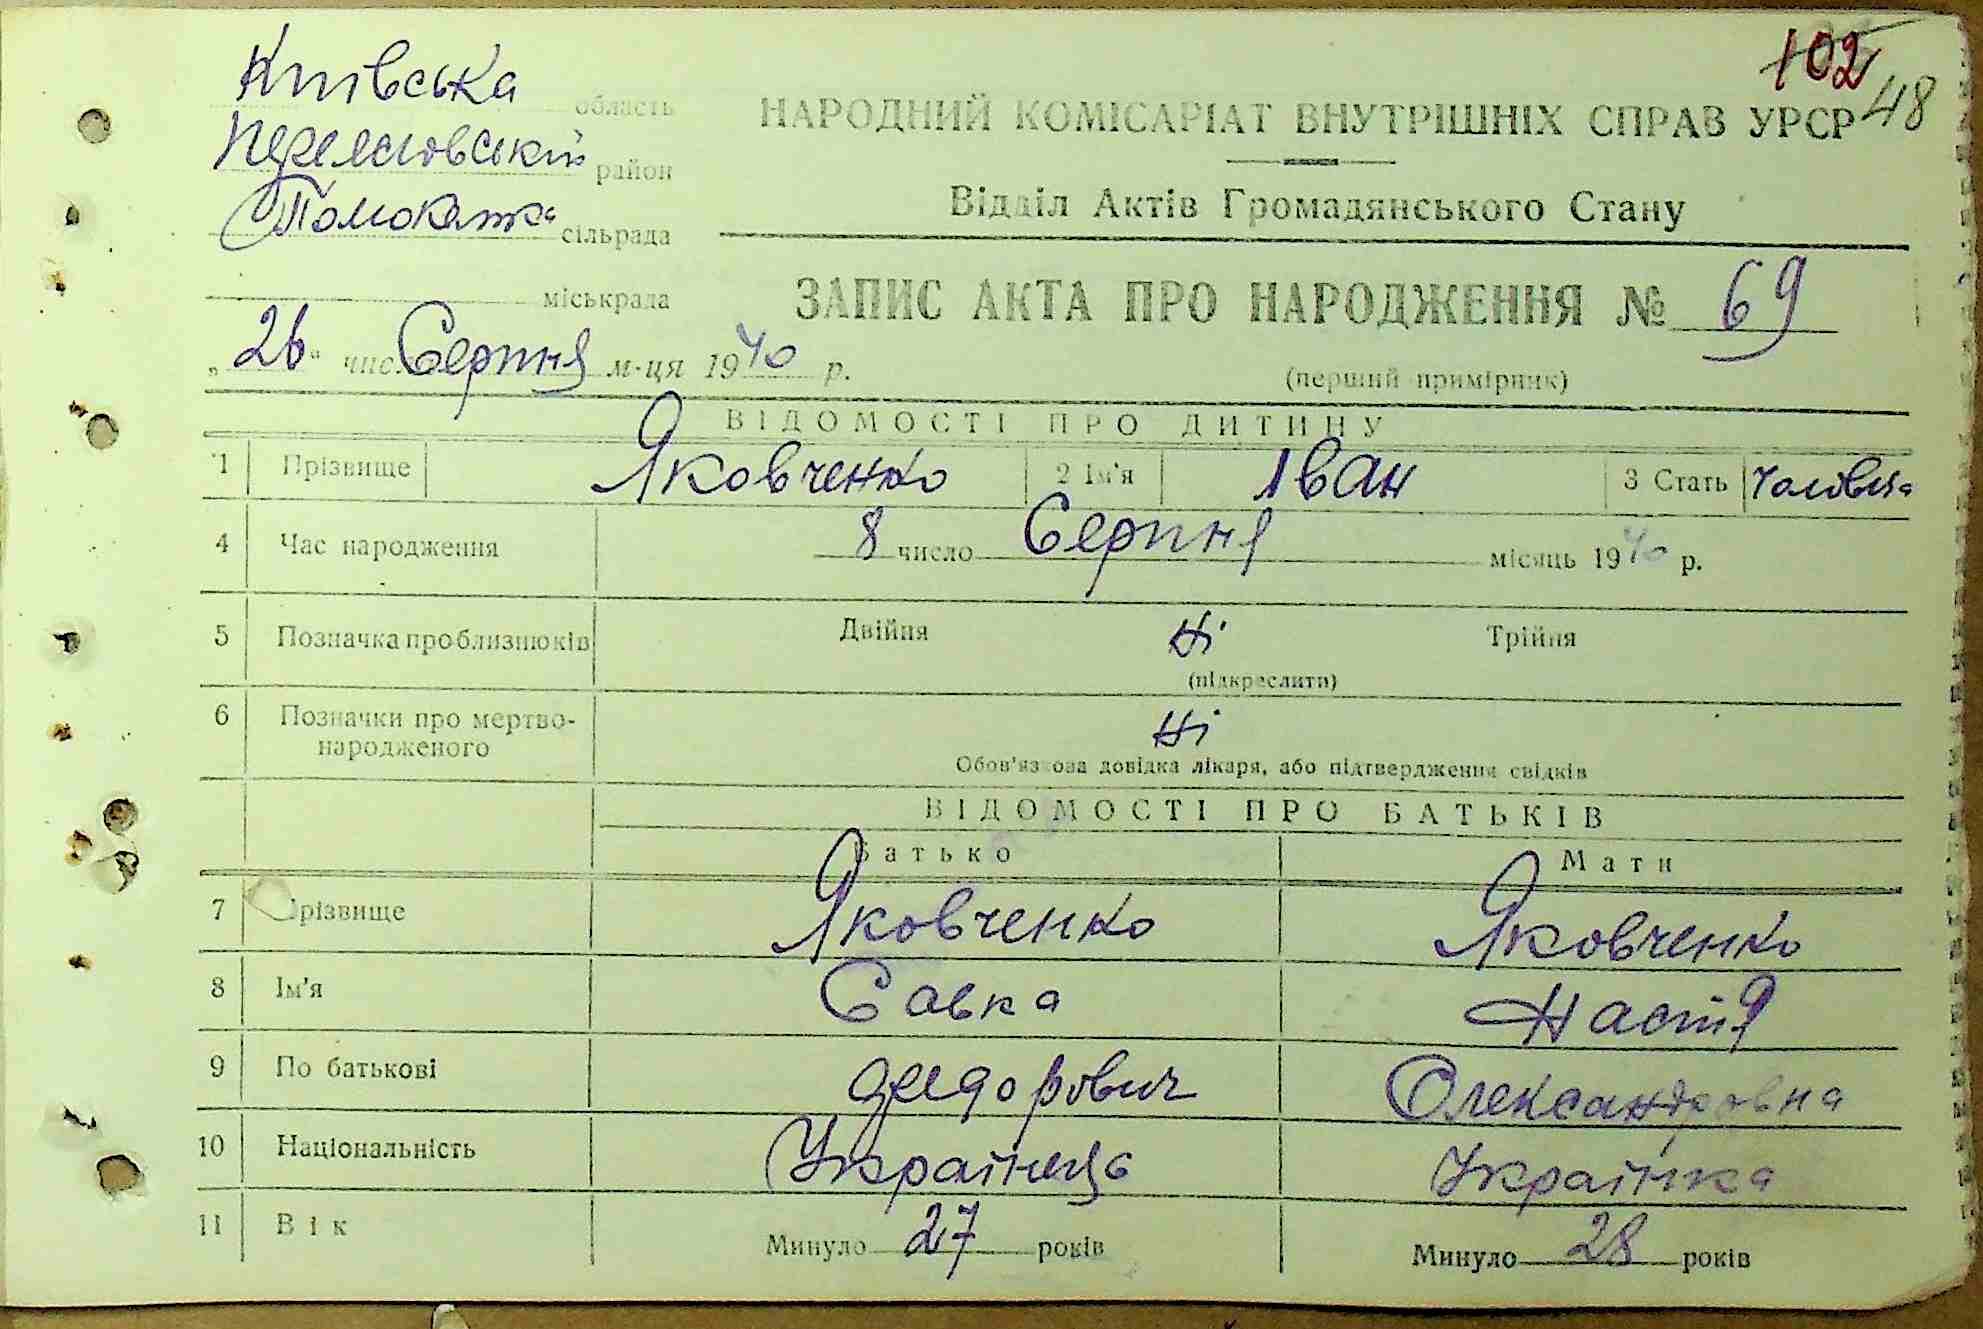 102
48
Київська область
Переяславський район
Помоклі сільрада
міськрада
НАРОДНИЙ КОМІСАРІАТ ВНУТРІШНІХ СПРАВ УРСР
Відділ Актів Громадянського Стану
ЗАПИС АКТА ПРО НАРОДЖЕННЯ № 69
(перший примірник)
„26“ чис. Серпня м-ця 1940 р.
ВІДОМОСТІ ПРО ДИТИНУ
1 Прізвище Яковченко 2 Ім'я Іван 3 Стать
4 Час народження 8 число Серпня місяць 1940 р.
5 Позначка про близнюків Двійня Ні Трійня
(підкреслити)
6 Позначки про мертво-
народженого Ні
Обов'язкова довідка лікаря, або підтвердження свідків
ВІДОМОСТІ ПРО БАТЬКІВ
Батько Мати
7 Прізвище Яковченко Яковченко
8 Ім'я Савка Настя
9 По батькові Федорович Олександровна
10 Національність Українець Українка
11 Вік Минуло 27 років Минуло 28 років